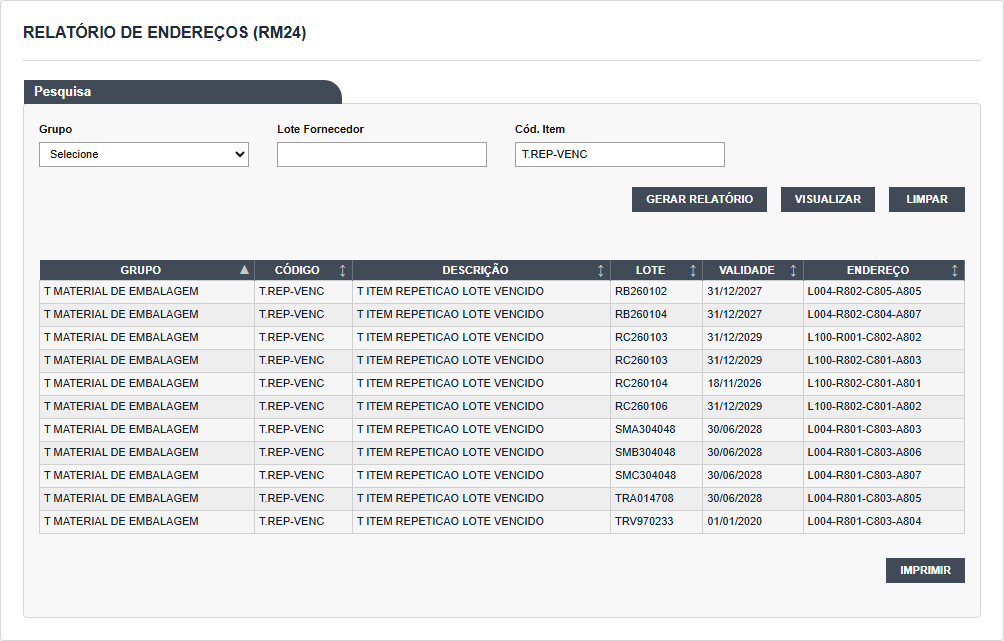 RELATÓRIO DE ENDEREÇOS (RM24)
Pesquisa
Grupo Lote Fornecedor Cód. Item
Selecione T.REP-VENC
GERAR RELATÓRIO VISUALIZAR LIMPAR
GRUPO CÓDIGO DESCRIÇÃO LOTE VALIDADE ENDEREÇO
T MATERIAL DE EMBALAGEM T.REP-VENC T ITEM REPETICAO LOTE VENCIDO RB260102 31/12/2027 L004-R802-C805-A805
T MATERIAL DE EMBALAGEM T.REP-VENC T ITEM REPETICAO LOTE VENCIDO RB260104 31/12/2027 L004-R802-C804-A807
T MATERIAL DE EMBALAGEM T.REP-VENC T ITEM REPETICAO LOTE VENCIDO RC260103 31/12/2029 L100-R001-C802-A802
T MATERIAL DE EMBALAGEM T.REP-VENC T ITEM REPETICAO LOTE VENCIDO RC260103 31/12/2029 L100-R802-C801-A803
T MATERIAL DE EMBALAGEM T.REP-VENC T ITEM REPETICAO LOTE VENCIDO RC260104 18/11/2026 L100-R802-C801-A801
T MATERIAL DE EMBALAGEM T.REP-VENC T ITEM REPETICAO LOTE VENCIDO RC260106 31/12/2029 L100-R802-C801-A802
T MATERIAL DE EMBALAGEM T.REP-VENC T ITEM REPETICAO LOTE VENCIDO SMA304048 30/06/2028 L004-R801-C803-A803
T MATERIAL DE EMBALAGEM T.REP-VENC T ITEM REPETICAO LOTE VENCIDO SMB304048 30/06/2028 L004-R801-C803-A806
T MATERIAL DE EMBALAGEM T.REP-VENC T ITEM REPETICAO LOTE VENCIDO SMC304048 30/06/2028 L004-R801-C803-A807
T MATERIAL DE EMBALAGEM T.REP-VENC T ITEM REPETICAO LOTE VENCIDO TRA014708 30/06/2028 L004-R801-C803-A805
T MATERIAL DE EMBALAGEM T.REP-VENC T ITEM REPETICAO LOTE VENCIDO TRV970233 01/01/2020 L004-R801-C803-A804
IMPRIMIR